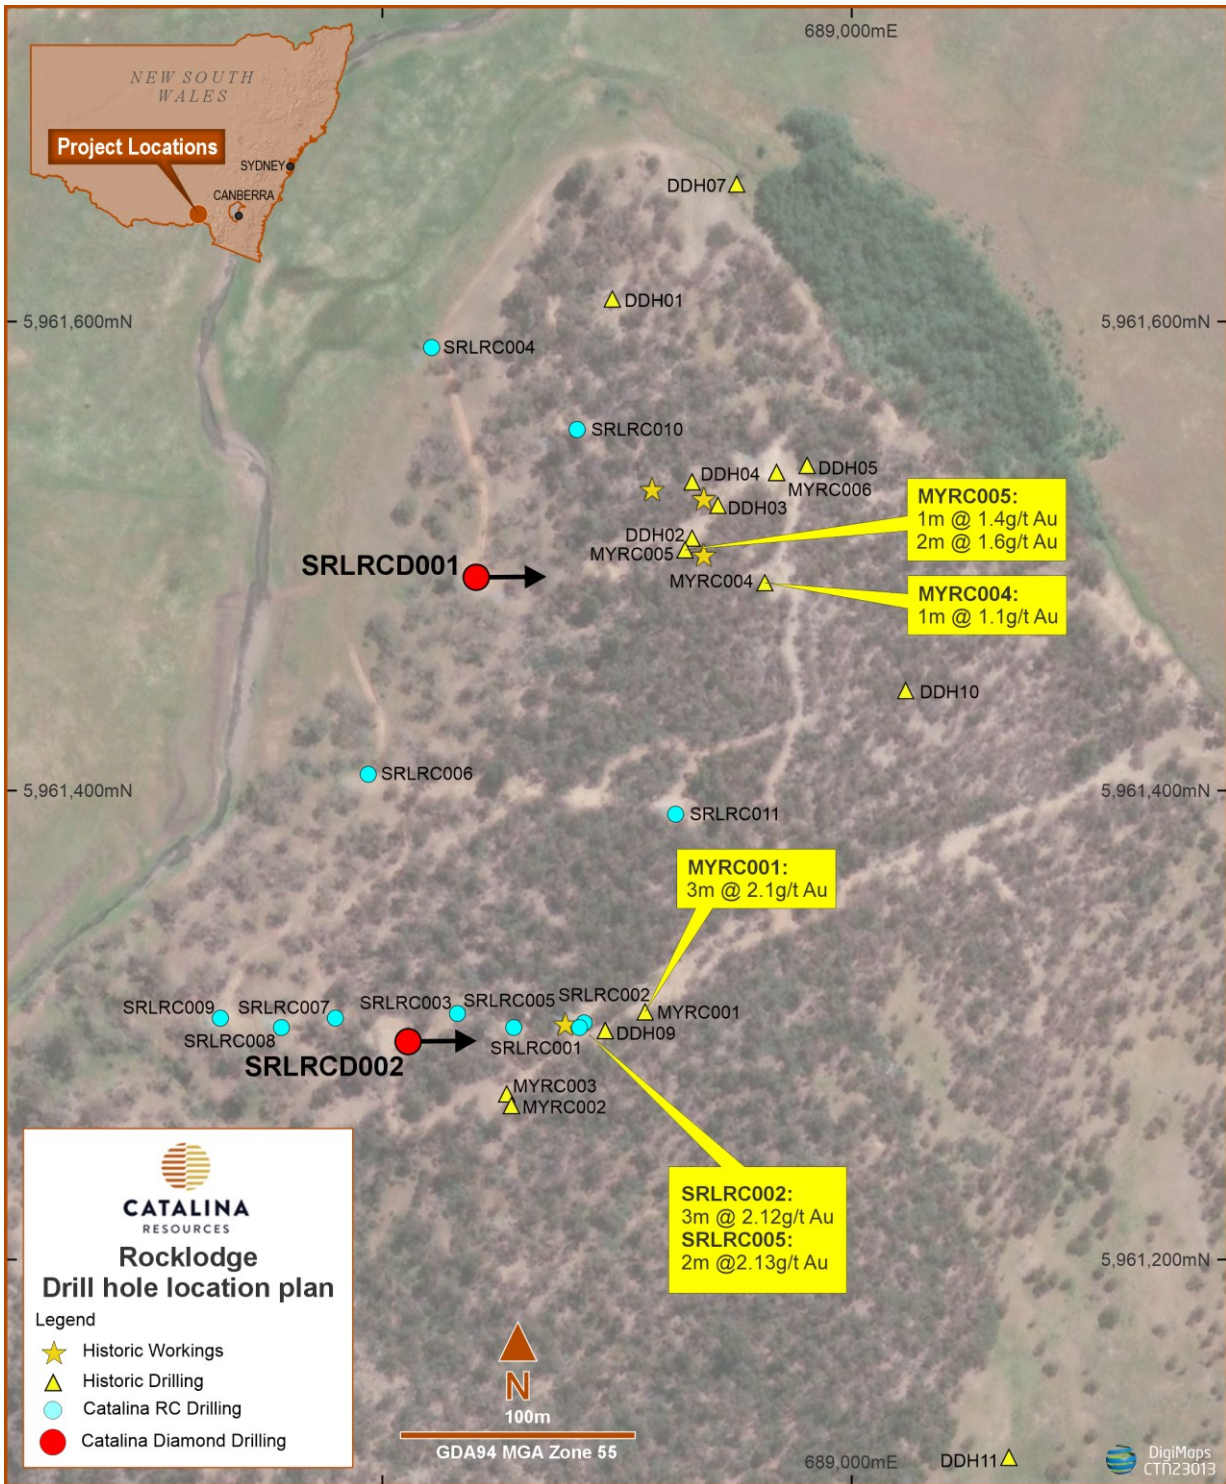 689,000mE
NEW SOUTH
WALES
Project Locations
SYDNEY
CANBERRA
DDH07
DDH01
5,961,600mN
5,961,600mN
SRLRC004
SRLRC010
DDH05
DDH04
MYRC006
DDH03
MYRC005:
1m @ 1.4g/t Au
2m @ 1.6g/t Au
DDH02
MYRC005
SRLRCD001
MYRC004
MYRC004:
1m @ 1.1g/t Au
DDH10
SRLRC006
5,961,400mN
5,961,400mN
SRLRC011
MYRC001:
3m @ 2.1g/t Au
SRLRC009
SRLRC007
SRLRC003
SRLRC005
SRLRC002
MYRC001
SRLRC008
SRLRC001
DDH09
SRLRCD002
MYRC003
MYRC002
SRLRC002:
3m @ 2.12g/t Au
SRLRC005:
2m @2.13g/t Au
5,961,200mN
CATALINA
RESOURCES
Rocklodge
Drill hole location plan
Legend
Historic Workings
Historic Drilling
Catalina RC Drilling
Catalina Diamond Drilling
N
100m
GDA94 MGA Zone 55
689,000mE
DDH11
DigiMaps
CTN23013